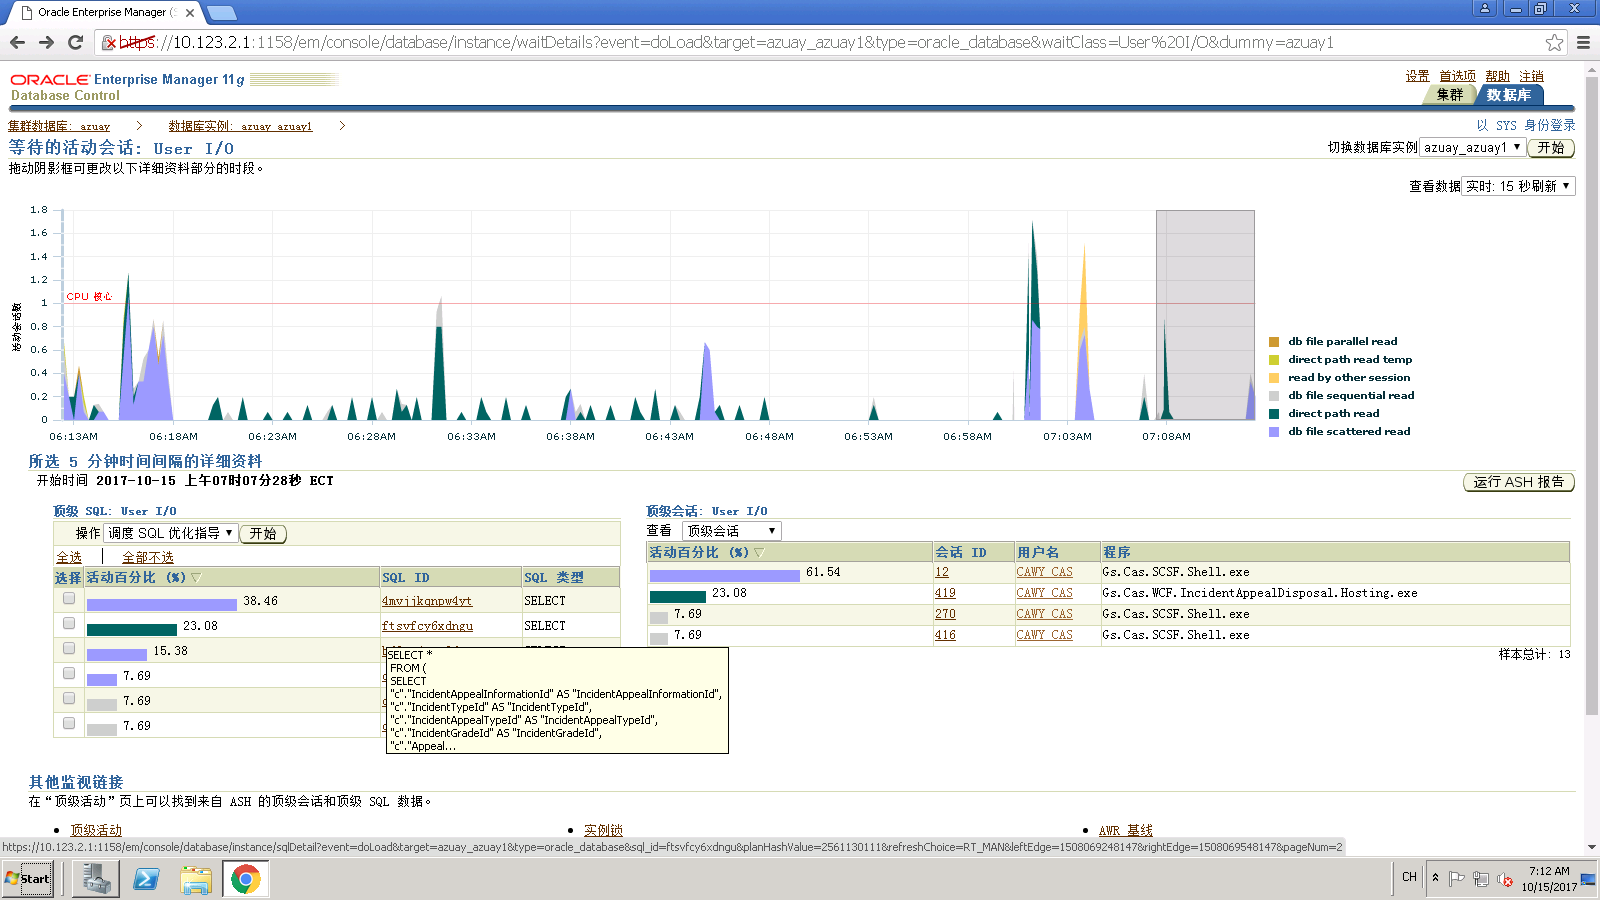 Oracle Enterprise Manager (S
https://10.123.2.1:1158/em/console/database/instance/waitDetails?event=doLoad&target=azuay_azuay1&type=oracle_database&waitClass=User%20I/O&dummy=azuay1
ORACLE Enterprise Manager 11g
Database Control
设置 首选项 帮助 注销
集群 数据库
集群数据库: azuay > 数据库实例: azuay_azuay1 >
以 SYS 身份登录
等待的活动会话: User I/O
切换数据库实例 azuay_azuay1 开始
拖动阴影框可更改以下详细资料部分的时段。
查看数据 实时: 15 秒刷新
活动会话数
1.8
1.6
1.4
1.2
1
0.8
0.6
0.4
0.2
0
CPU 核心
06:13AM 06:18AM 06:23AM 06:28AM 06:33AM 06:38AM 06:43AM 06:48AM 06:53AM 06:58AM 07:03AM 07:08AM
db file parallel read
direct path read temp
read by other session
db file sequential read
direct path read
db file scattered read
所选 5 分钟时间间隔的详细资料
开始时间 2017-10-15 上午07时07分28秒 ECT
运行 ASH 报告
顶级 SQL: User I/O
操作 调度 SQL 优化指导 开始
全选 | 全部不选
选择 活动百分比 (%) SQL ID SQL 类型
38.46 4mvjjkqnpw4yt SELECT
23.08 ftsvfcy6xdngu SELECT
15.38
7.69
7.69
7.69
SELECT *
FROM (
SELECT
"c"."IncidentAppealInformationId" AS "IncidentAppealInformationId",
"c"."IncidentTypeId" AS "IncidentTypeId",
"c"."IncidentAppealTypeId" AS "IncidentAppealTypeId",
"c"."IncidentGradeId" AS "IncidentGradeId",
"c"."Appeal...
顶级会话: User I/O
查看 顶级会话
活动百分比 (%) 会话 ID 用户名 程序
61.54 12 CAWY_CAS Gs.Cas.SCSF.Shell.exe
23.08 419 CAWY_CAS Gs.Cas.WCF.IncidentAppealDisposal.Hosting.exe
7.69 270 CAWY_CAS Gs.Cas.SCSF.Shell.exe
7.69 416 CAWY_CAS Gs.Cas.SCSF.Shell.exe
样本总计: 13
其他监视链接
在“顶级活动”页上可以找到来自 ASH 的顶级会话和顶级 SQL 数据。
• 顶级活动 • 实例锁 • AWR 基线
https://10.123.2.1:1158/em/console/database/instance/sqlDetail?event=doLoad&target=azuay_azuay1&type=oracle_database&sql_id=ftsvfcy6xdngu&planHashValue=2561130111&refreshChoice=RT_MAN&leftEdge=1508069248147&rightEdge=1508069548147&pageNum=2
Start
CH
7:12 AM
10/15/2017